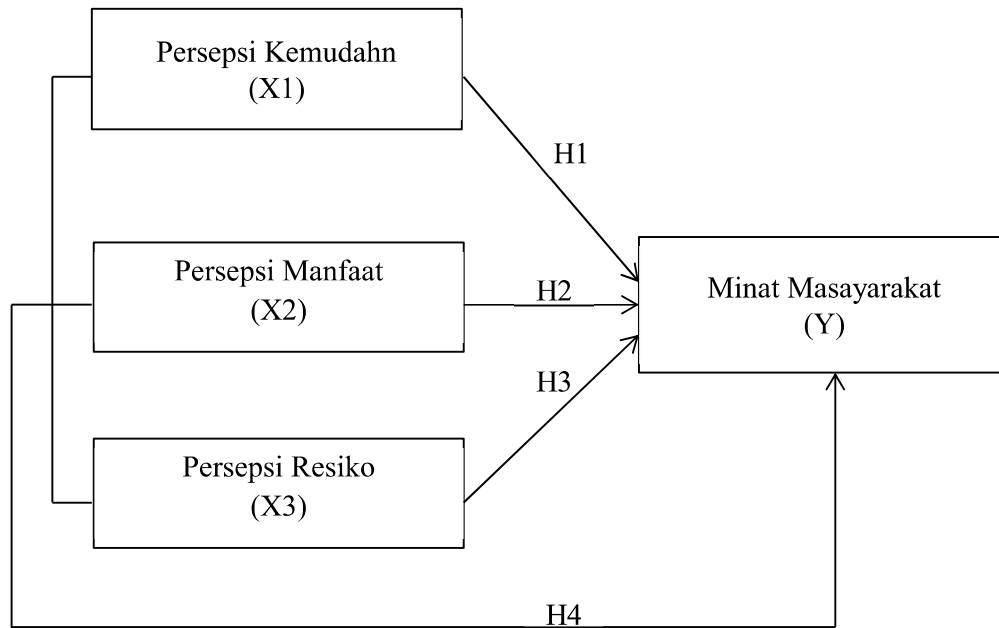 Persepsi Kemudahn
(X1)
H1
Persepsi Manfaat
(X2)
H2
Minat Masayarakat
(Y)
H3
Persepsi Resiko
(X3)
H4